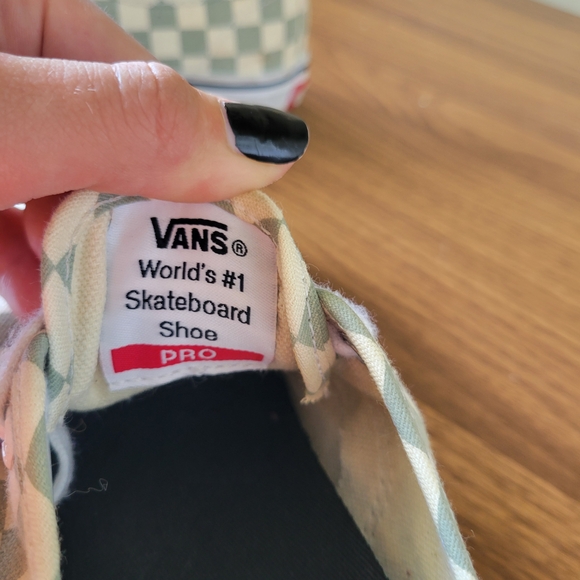 VANS®
World's #1
Skateboard
Shoe
PRO